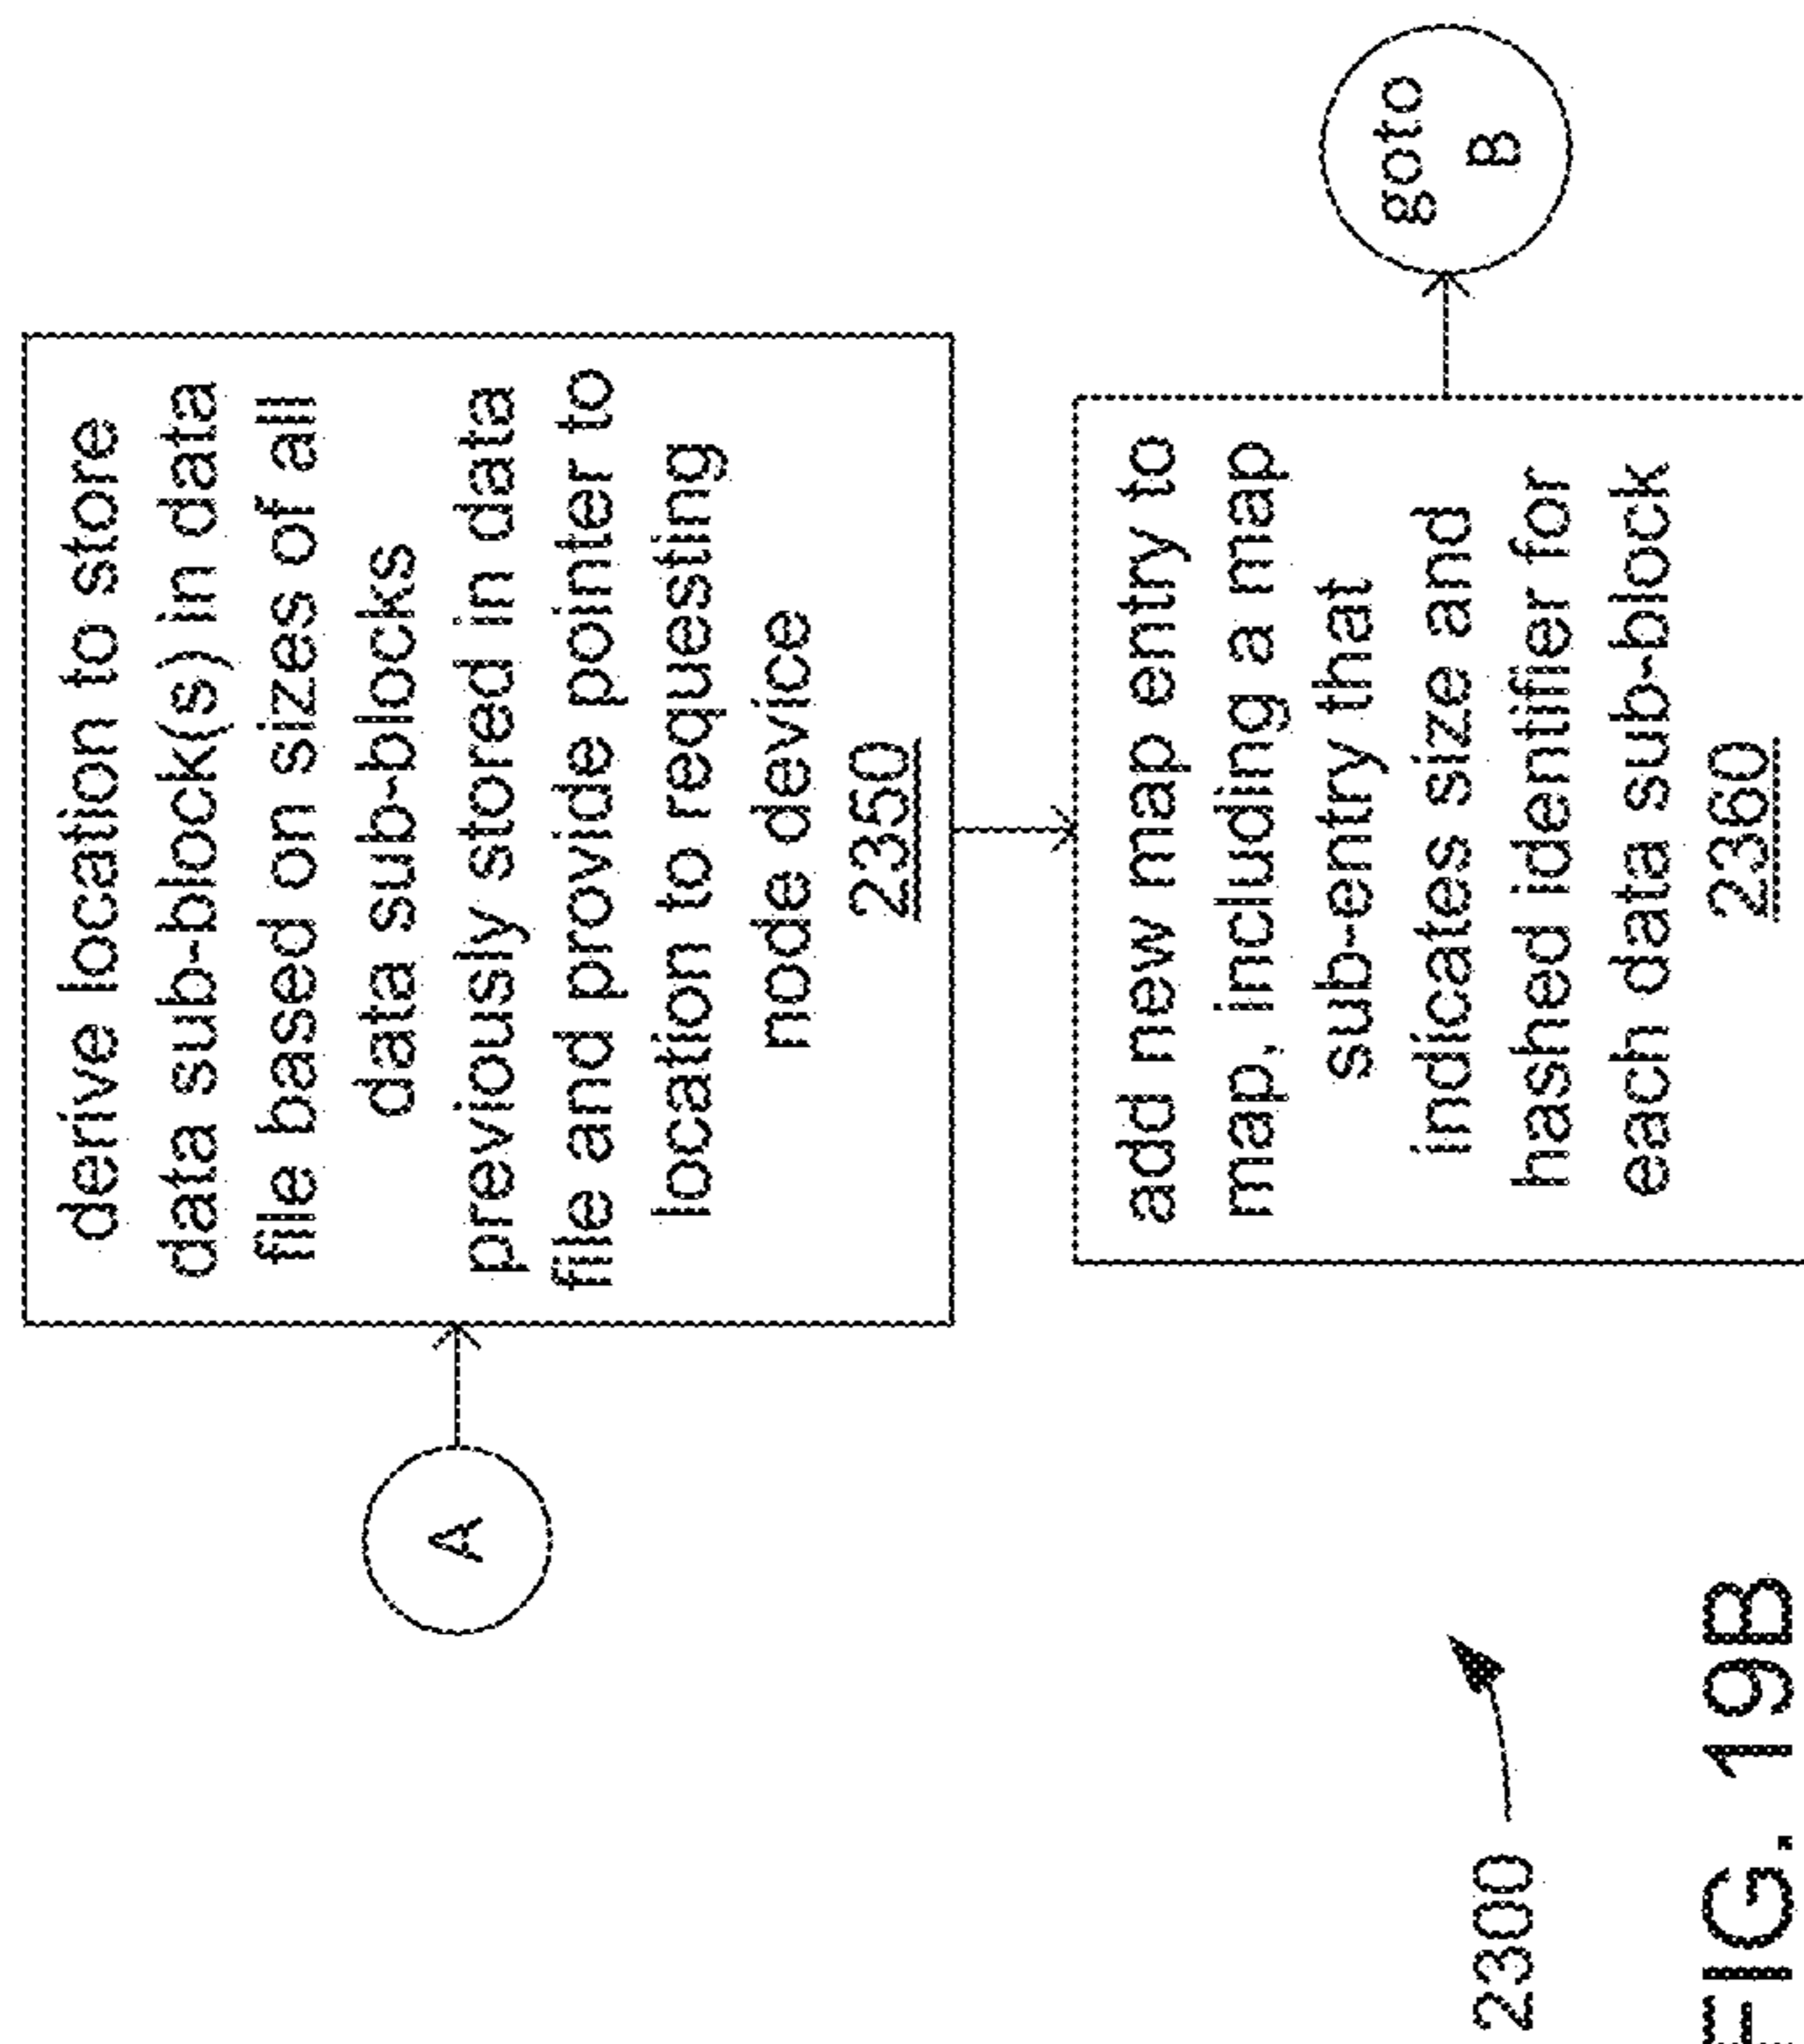 A
derive location to store
data sub-block(s) in data
file based on sizes of all
data sub-blocks
previously stored in data
file and provide pointer to
location to requesting
node device
2350
add new map entry to
map, including a map
sub-entry that
indicates size and
hashed identifier for
each data sub-block
2360
goto
B
2300
FIG. 19B